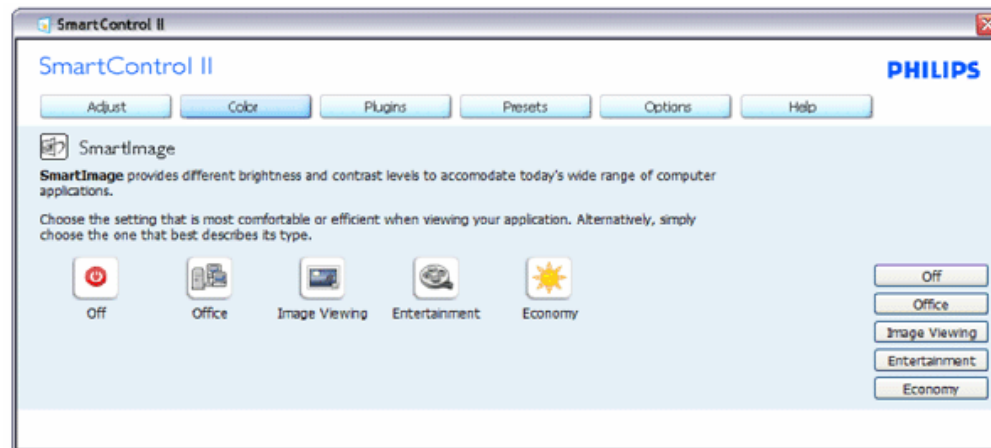 SmartControl II
SmartControl II
PHILIPS
Adjust Color Plugins Presets Options Help
SmartImage
SmartImage provides different brightness and contrast levels to accomodate today's wide range of computer
applications.
Choose the setting that is most comfortable or efficient when viewing your application. Alternatively, simply
choose the one that best describes its type.
Off Office Image Viewing Entertainment Economy
Off
Office
Image Viewing
Entertainment
Economy